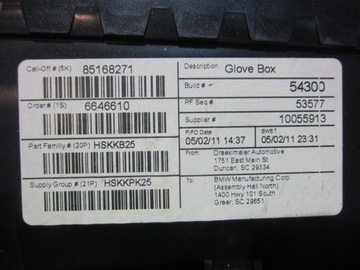 Call-Off # (5K) 85168271
Order# (1S) 6646610
Part Family # (20P) HSKKB25
Supply Group # (21P) HSKKPK25
Description: Glove Box
Build # 54300
PF Seq # 53577
Supplier # 10055913
FIFO Date SWET
05/02/11 14:37 05/02/11 23:31
From: Draexlmaier Automotive
1751 East Main St
Duncan, SC 29334
To: BMW Manufacturing Corp.
(Assembly Hall North)
1400 Hwy 101 South
Greer, SC 29651